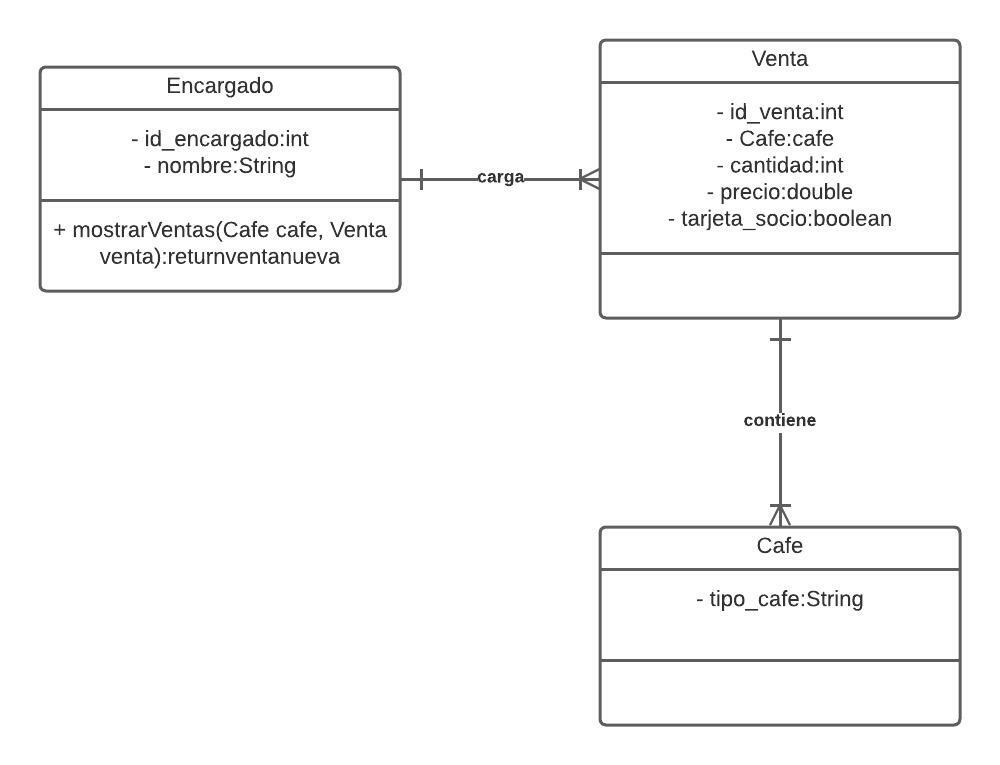 Encargado
- id_encargado:int
- nombre:String
+ mostrarVentas(Cafe cafe, Venta
venta):returnventanueva
carga
Venta
- id_venta:int
- Cafe:cafe
- cantidad:int
- precio:double
- tarjeta_socio:boolean
contiene
Cafe
- tipo_cafe:String